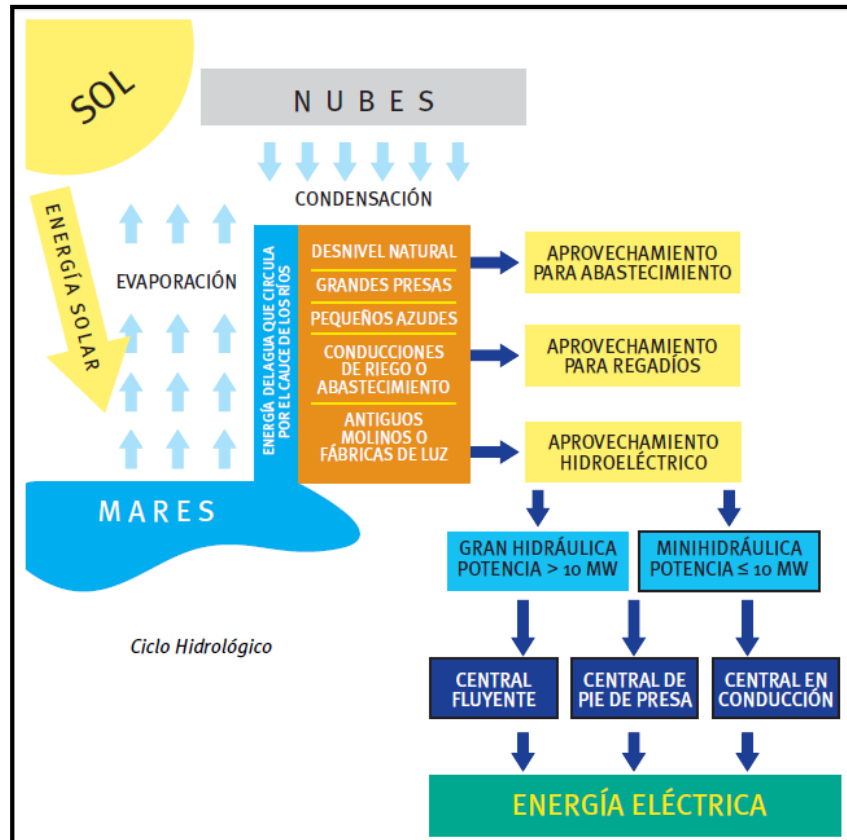 SOL
NUBES
CONDENSACIÓN
ENERGÍA SOLAR
EVAPORACIÓN
ENERGÍA DELAGUA QUE CIRCULA
POR EL CAUCE DE LOS RÍOS
DESNIVEL NATURAL
GRANDES PRESAS
PEQUEÑOS AZUDES
CONDUCCIONES
DE RIEGO O
ABASTECIMIENTO
ANTIGUOS
MOLINOS O
FÁBRICAS DE LUZ
APROVECHAMIENTO
PARA ABASTECIMIENTO
APROVECHAMIENTO
PARA REGADÍOS
APROVECHAMIENTO
HIDROELÉCTRICO
MARES
GRAN HIDRÁULICA
POTENCIA > 10 MW
MINIHIDRÁULICA
POTENCIA ≤ 10 MW
Ciclo Hidrológico
CENTRAL
FLUYENTE
CENTRAL DE
PIE DE PRESA
CENTRAL EN
CONDUCCIÓN
ENERGÍA ELÉCTRICA